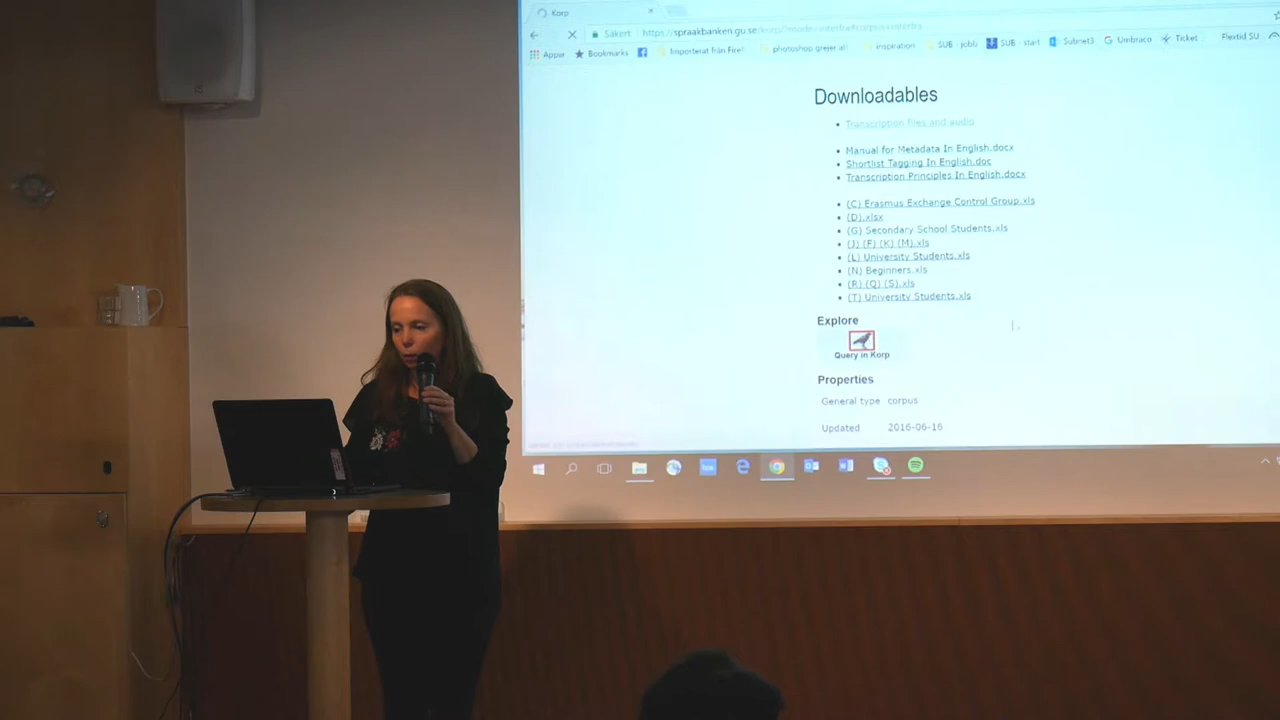 Korp
Säkert
https://spraakbanken.gu.se/korp/
Appar
Bookmarks
Importerat från Firef
photoshop grejer all
inspiration
SUB - jobb
SUB - start
Subnet3
Umbraco
Ticket
Flextid SU
Downloadables
Transcription files and audio
Manual for Metadata In English.docx
Shortlist Tagging In English.doc
Transcription Principles In English.docx
(C) Erasmus Exchange Control Group.xls
(D).xlsx
(G) Secondary School Students.xls
(J) (F) (K) (M).xls
(L) University Students.xls
(N) Beginners.xls
(R) (Q) (S).xls
(T) University Students.xls
Explore
Query in Korp
Properties
General type corpus
Updated 2016-06-16